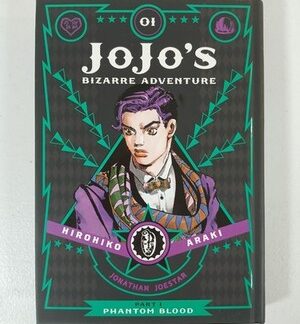 01
JOJO'S
BIZARRE ADVENTURE
HIROHIKO
ARAKI
JONATHAN JOESTAR
PART 1
PHANTOM BLOOD